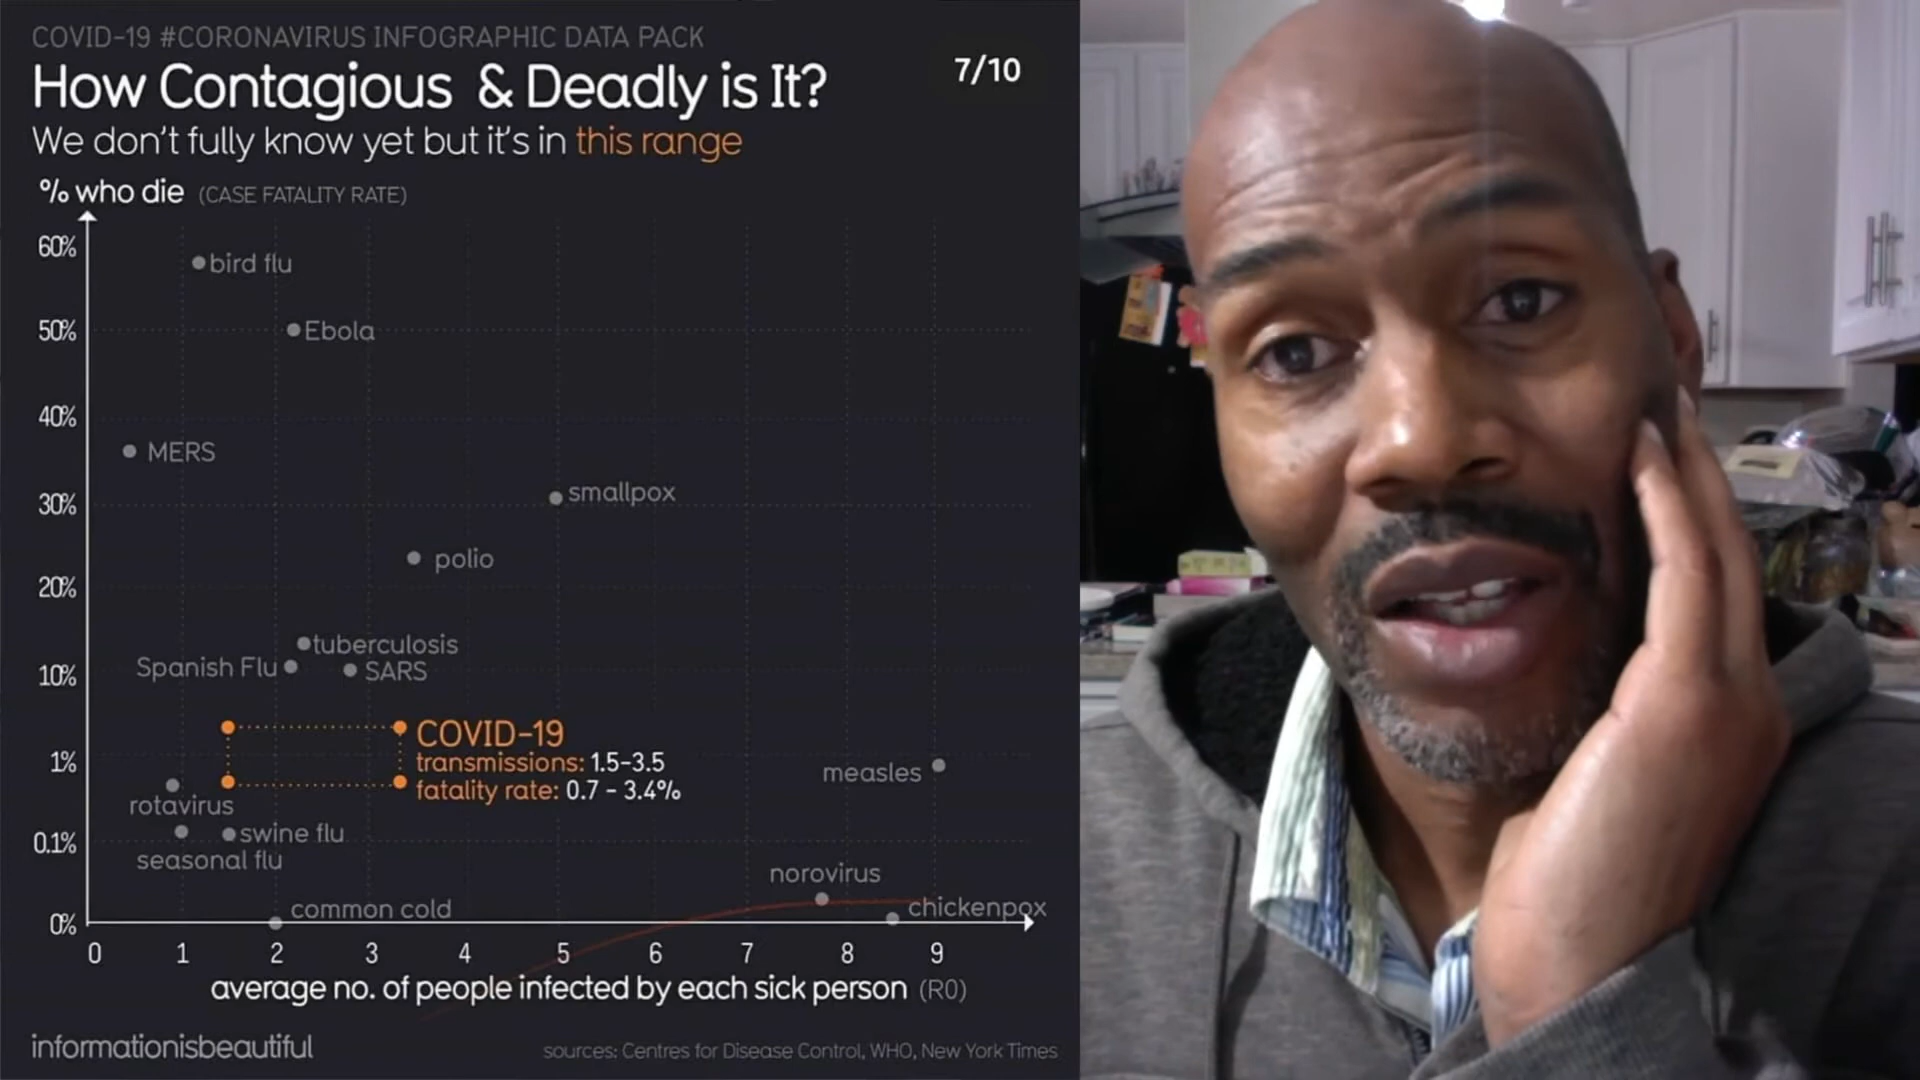 COVID-19 #CORONAVIRUS INFOGRAPHIC DATA PACK
How Contagious & Deadly is It?
7/10
We don't fully know yet but it's in this range
% who die (CASE FATALITY RATE)
60%
bird flu
50%
Ebola
40%
MERS
30%
smallpox
polio
20%
tuberculosis
Spanish Flu
SARS
10%
COVID-19
transmissions: 1.5-3.5
1%
measles
fatality rate: 0.7 - 3.4%
rotavirus
swine flu
0.1%
seasonal flu
norovirus
common cold
chickenpox
0%
0 1 2 3 4 5 6 7 8 9
average no. of people infected by each sick person (R0)
informationisbeautiful
sources: Centres for Disease Control, WHO, New York Times